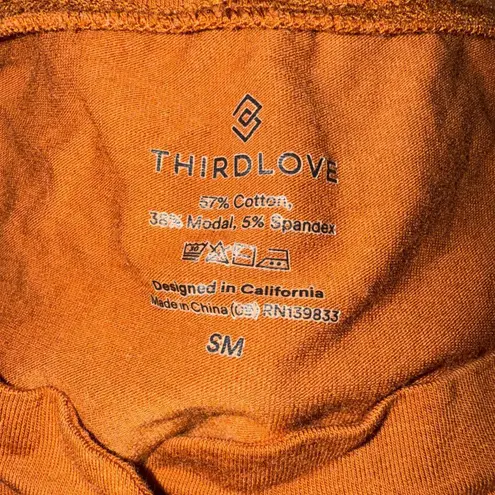 THIRDLOVE
57% Cotton,
38% Modal, 5% Spandex
Designed in California
Made in China RN139833
SM